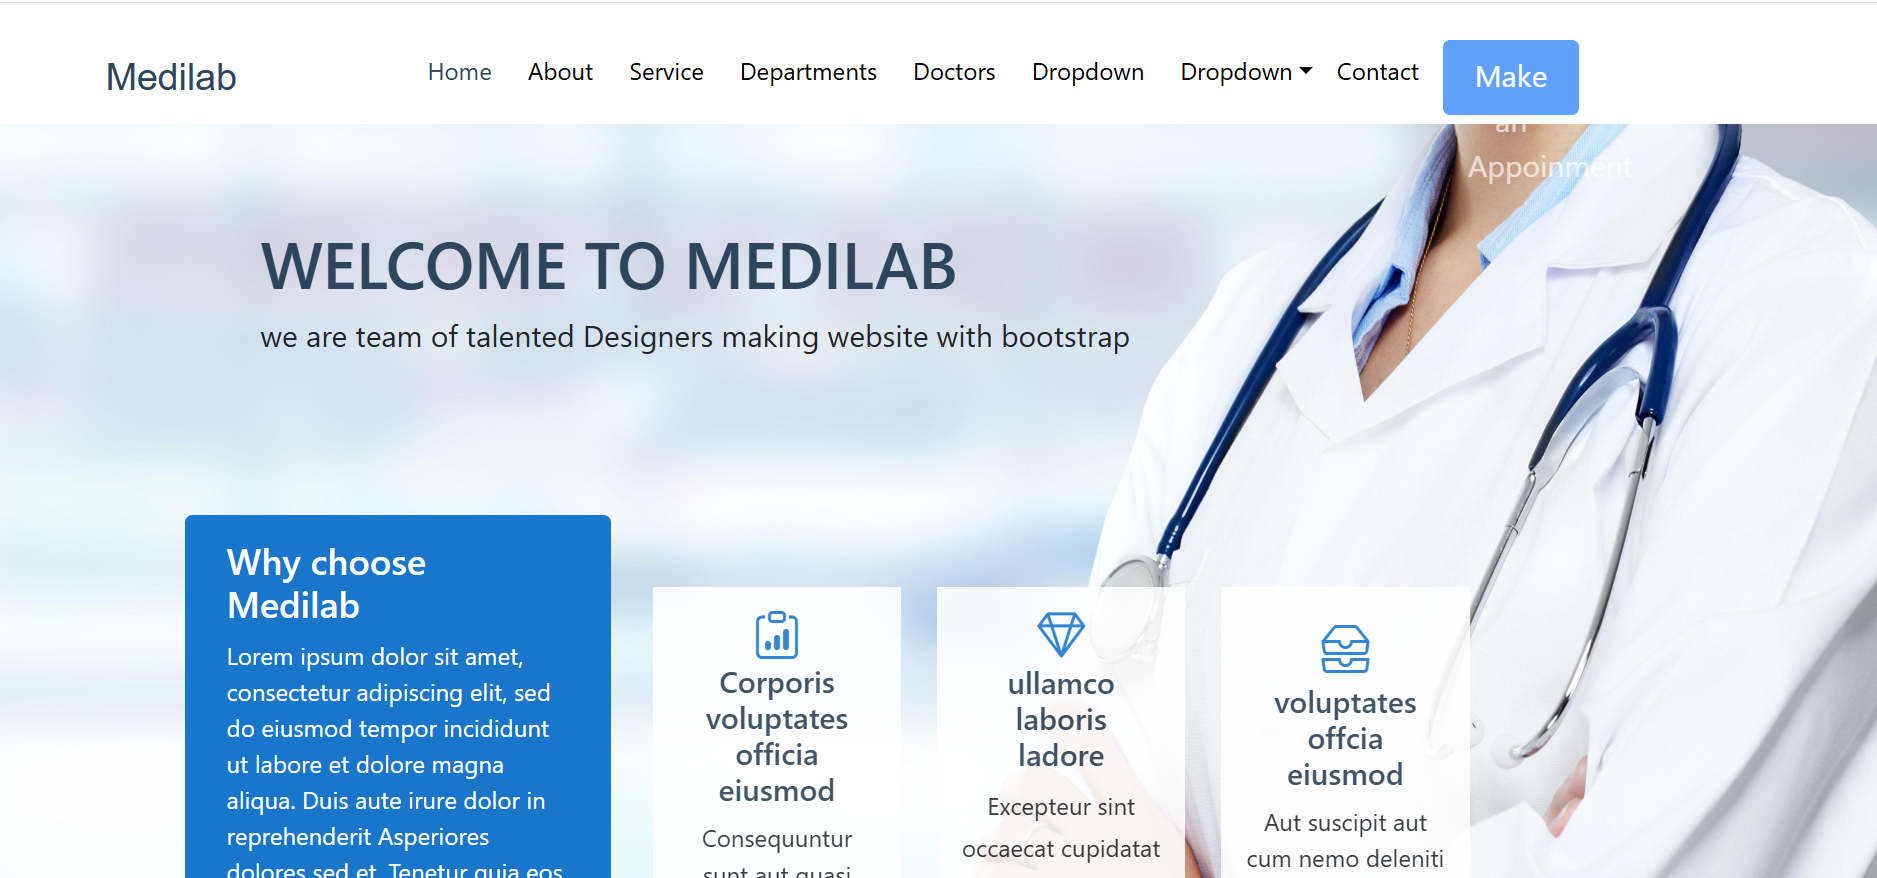 Medilab
Home About Service Departments Doctors Dropdown Dropdown Contact Make
an
Appoinment
WELCOME TO MEDILAB
we are team of talented Designers making website with bootstrap
Why choose
Medilab
Lorem ipsum dolor sit amet,
consectetur adipiscing elit, sed
do eiusmod tempor incididunt
ut labore et dolore magna
aliqua. Duis aute irure dolor in
reprehenderit Asperiores
dolores sed et. Tenetur quia eos
Corporis
voluptates
officia
eiusmod
Consequuntur
sunt aut quasi
ullamco
laboris
ladore
Excepteur sint
occaecat cupidatat
voluptates
offcia
eiusmod
Aut suscipit aut
cum nemo deleniti